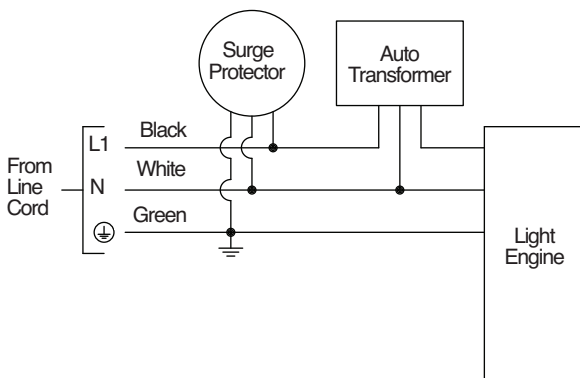 Surge
Protector
Auto
Transformer
Black
L1
From
Line
Cord
White
N
Green
Light
Engine